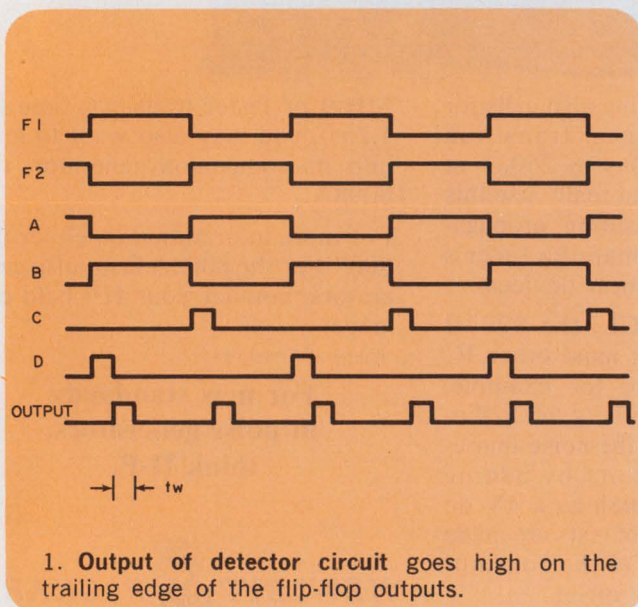 F1
F2
A
B
C
D
OUTPUT
tw
1. Output of detector circuit goes high on the
trailing edge of the flip-flop outputs.